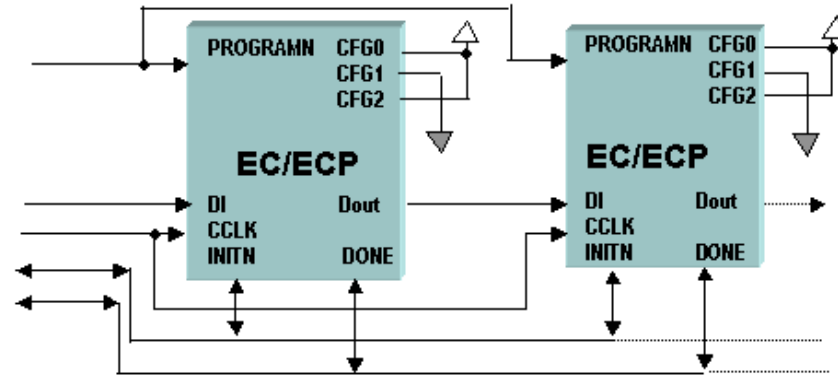 PROGRAMN CFG0
CFG1
CFG2
EC/ECP
DI Dout
CCLK
INITN DONE
PROGRAMN CFG0
CFG1
CFG2
EC/ECP
DI Dout
CCLK
INITN DONE